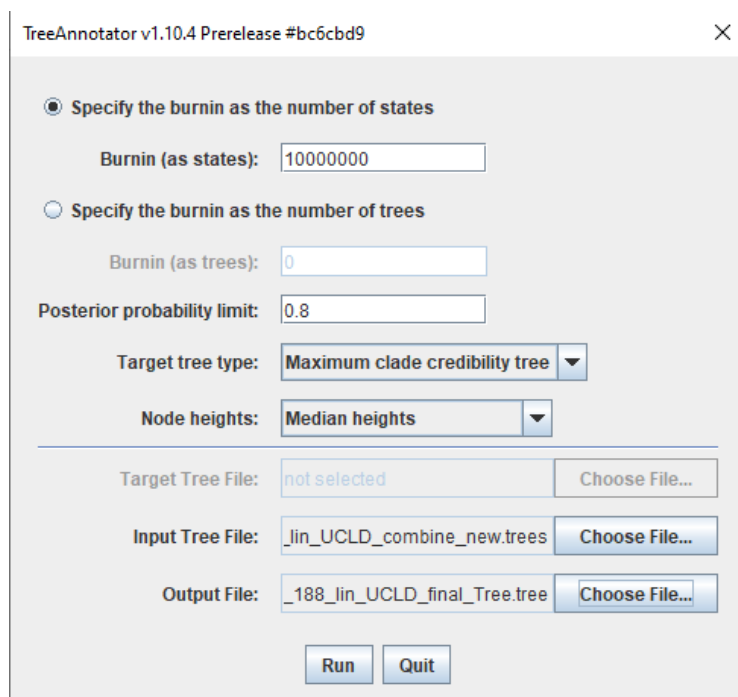 TreeAnnotator v1.10.4 Prerelease #bc6cbd9
Specify the burnin as the number of states
Burnin (as states): 10000000
Specify the burnin as the number of trees
Burnin (as trees): 0
Posterior probability limit: 0.8
Target tree type: Maximum clade credibility tree
Node heights: Median heights
Target Tree File: not selected Choose File...
Input Tree File: _lin_UCLD_combine_new.trees Choose File...
Output File: _188_lin_UCLD_final_Tree.tree Choose File...
Run Quit